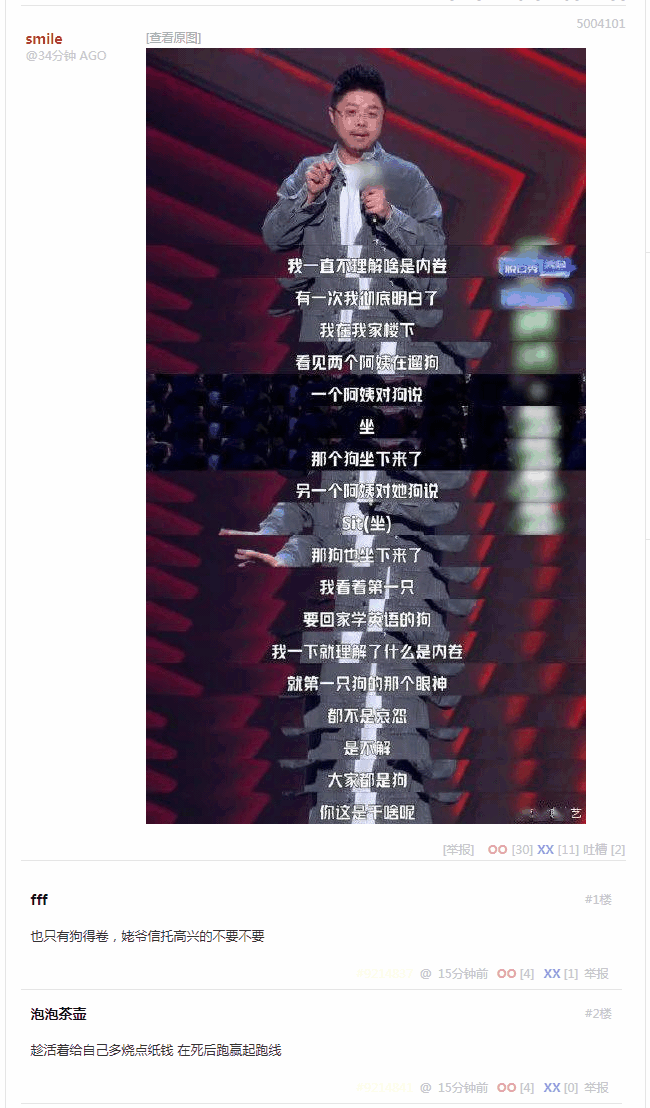 5004101
smile
@34分钟 AGO
[查看原图]
我一直不理解啥是内卷
有一次我彻底明白了
我在我家楼下
看见两个阿姨在遛狗
一个阿姨对狗说
坐
那个狗坐下来了
另一个阿姨对她狗说
Sit(坐)
那狗也坐下来了
我看着第一只
要回家学英语的狗
我一下就理解了什么是内卷
就第一只狗的那个眼神
都不是哀怨
是不解
大家都是狗
你这是干啥呢
艺
[举报] OO [30] XX [11] 吐槽 [2]
fff
#1楼
也只有狗得卷，姥爷信托高兴的不要不要
@ 15分钟前 OO [4] XX [1] 举报
泡泡茶壶
#2楼
趁活着给自己多烧点纸钱 在死后跑赢起跑线
@ 15分钟前 OO [4] XX [0] 举报